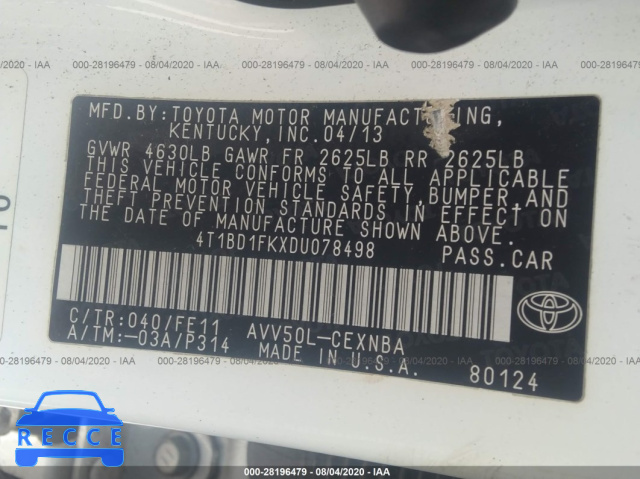 000-28196479 - 08/04/2020 - IAA
MFD.BY:TOYOTA MOTOR MANUFACTURING,
KENTUCKY,INC.04/13
GVWR 4630LB GAWR FR 2625LB RR 2625LB
THIS VEHICLE CONFORMS TO ALL APPLICABLE
FEDERAL MOTOR VEHICLE SAFETY,BUMPER,AND
THEFT PREVENTION STANDARDS IN EFFECT ON
THE DATE OF MANUFACTURE SHOWN ABOVE.
4T1BD1FKXDU078498 PASS.CAR
C/TR:040/FE11 AVV50L-CEXNBA
A/TM:-03A/P314 MADE IN U.S.A. 80124
RECCE
000-28196479 - 08/04/2020 - IAA